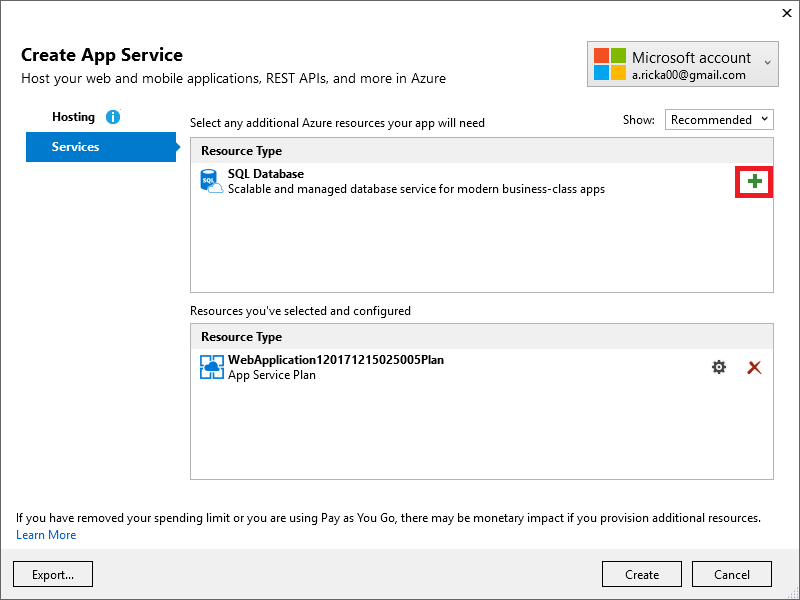 Create App Service
Host your web and mobile applications, REST APIs, and more in Azure
Microsoft account
a.ricka00@gmail.com
Hosting
Services
Select any additional Azure resources your app will need
Show: Recommended
Resource Type
SQL
SQL Database
Scalable and managed database service for modern business-class apps
Resources you've selected and configured
Resource Type
WebApplication120171215025005Plan
App Service Plan
If you have removed your spending limit or you are using Pay as You Go, there may be monetary impact if you provision additional resources.
Learn More
Export...
Create
Cancel